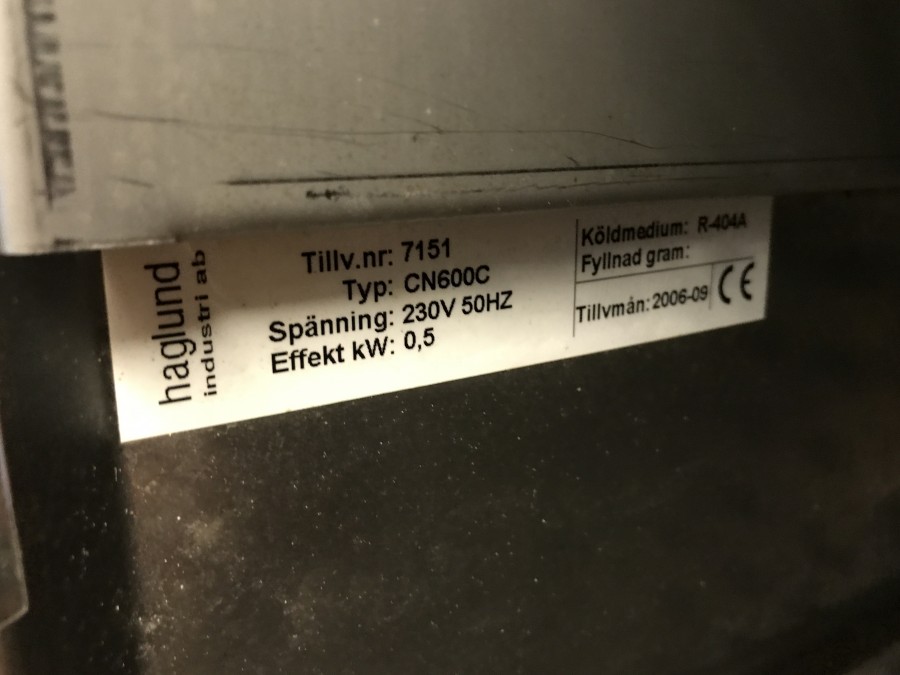 haglund
industri ab
Tillv.nr: 7151
Typ: CN600C
Spänning: 230V 50HZ
Effekt kW: 0,5
Köldmedium: R-404A
Fyllnad gram:
Tillvmån: 2006-09
CE